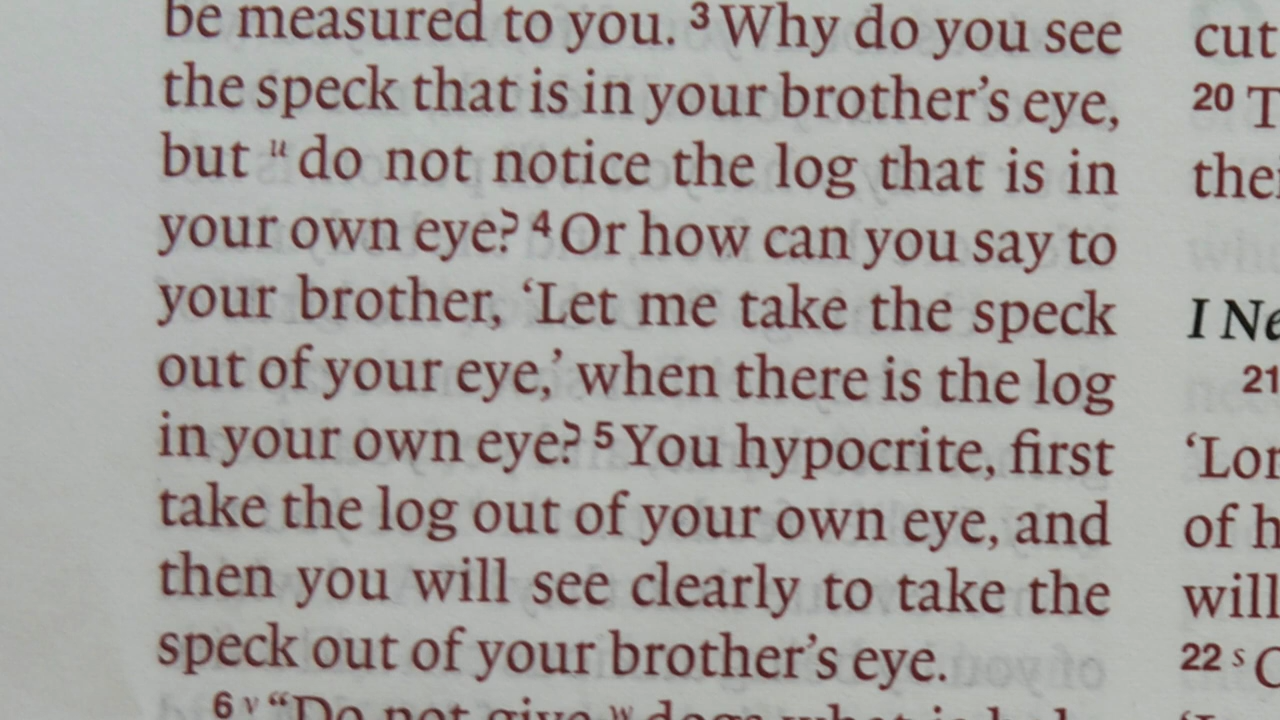 be measured to you. 3 Why do you see
the speck that is in your brother’s eye,
but u do not notice the log that is in
your own eye? 4 Or how can you say to
your brother, ‘Let me take the speck
out of your eye,’ when there is the log
in your own eye? 5 You hypocrite, first
take the log out of your own eye, and
then you will see clearly to take the
speck out of your brother’s eye.
6 v “Do not give w dogs what is
cut
20
I
21
of
will
22 s